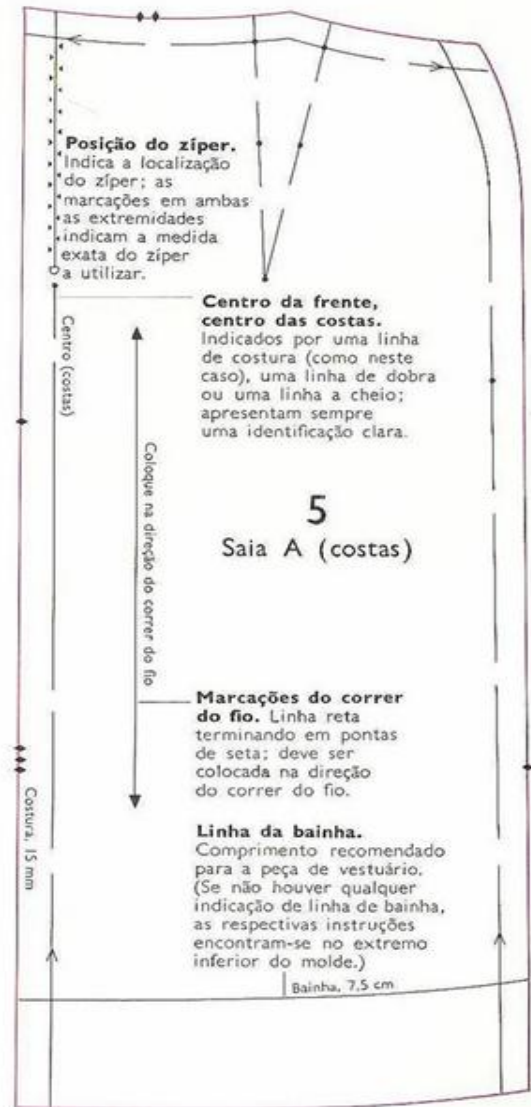 Posição do zíper.
Indica a localização
do zíper; as
marcações em ambas
as extremidades
indicam a medida
exata do zíper
a utilizar.
Centro da frente,
centro das costas.
Indicados por uma linha
de costura (como neste
caso), uma linha de dobra
ou uma linha a cheio;
apresentam sempre
uma identificação clara.
Centro (costas)
Coloque na direção do correr do fio
5
Saia A (costas)
Marcações do correr
do fio. Linha reta
terminando em pontas
de seta; deve ser
colocada na direção
do correr do fio.
Costura, 15 mm
Linha da bainha.
Comprimento recomendado
para a peça de vestuário.
(Se não houver qualquer
indicação de linha de bainha,
as respectivas instruções
encontram-se no extremo
inferior do molde.)
Bainha, 7,5 cm